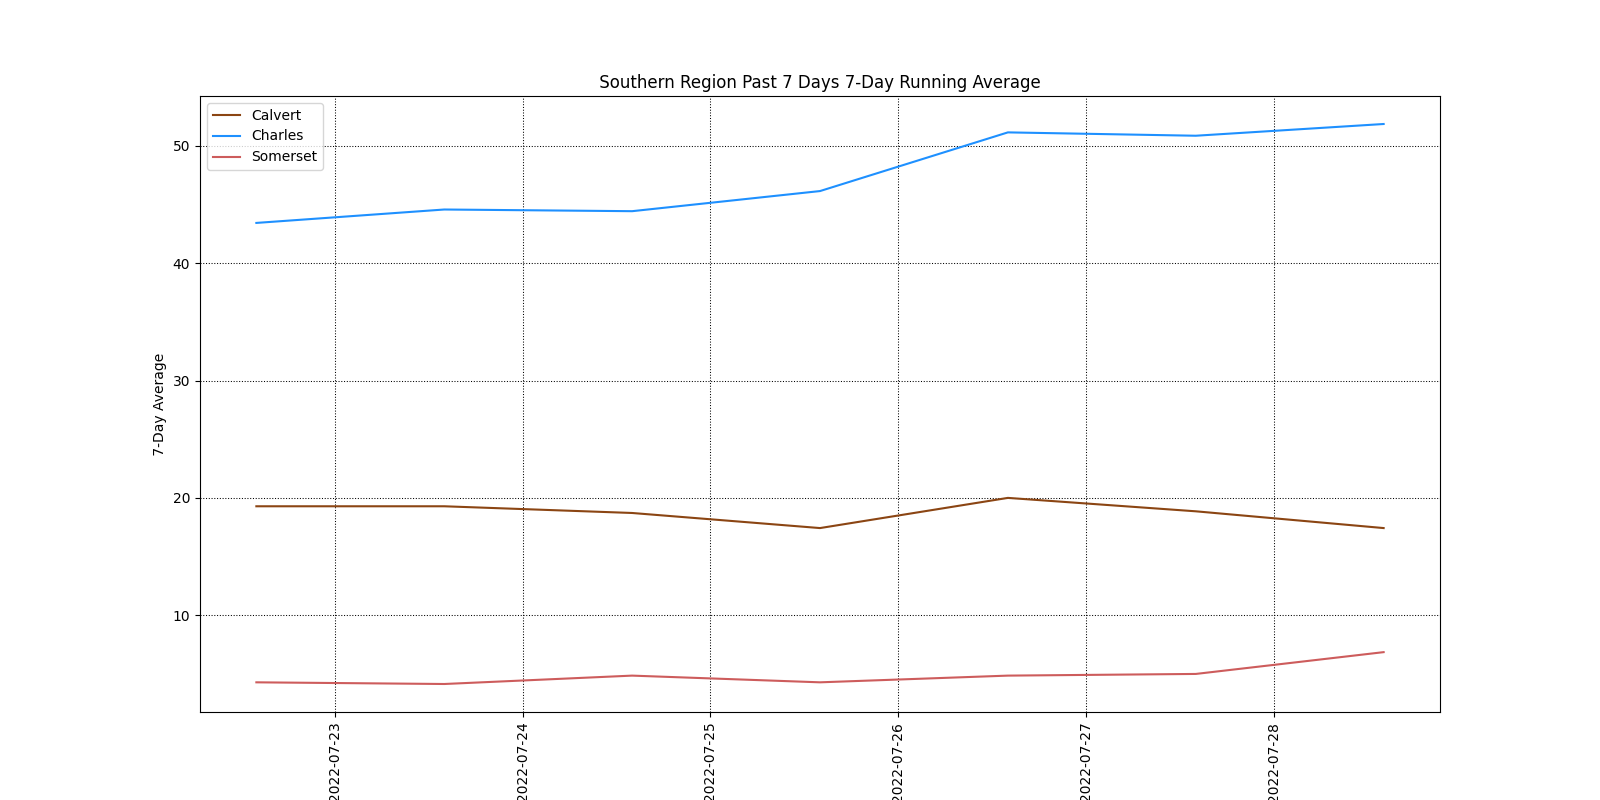 Southern Region Past 7 Days 7-Day Running Average
Calvert
Charles
Somerset
7-Day Average
50
40
30
20
10
2022-07-23
2022-07-24
2022-07-25
2022-07-26
2022-07-27
2022-07-28